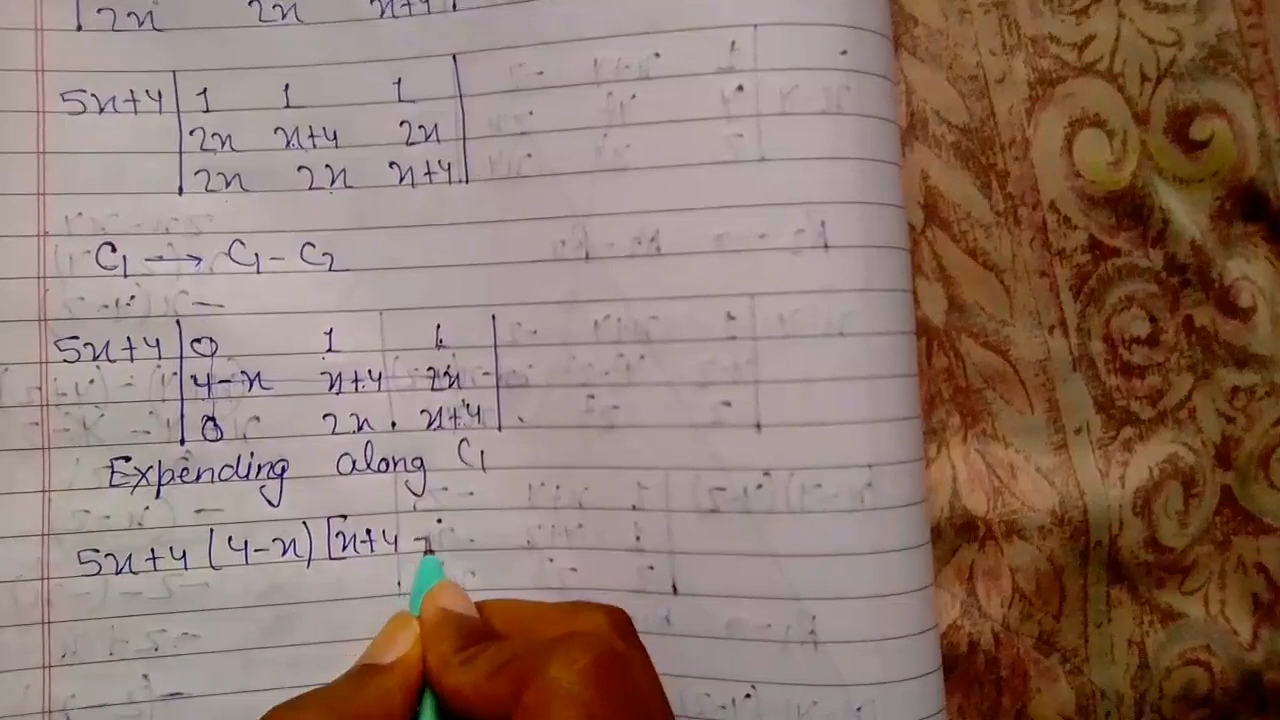 2x 2x x+4
5x+4 | 1 1 1 |
| 2x x+4 2x |
| 2x 2x x+4 |
C₁ → C₁ - C₂
5x+4 | 0 1 1 |
| 4-x x+4 2x |
| 0 2x x+4 |
Expending along C₁
5x+4 (4-x) [x+4 -